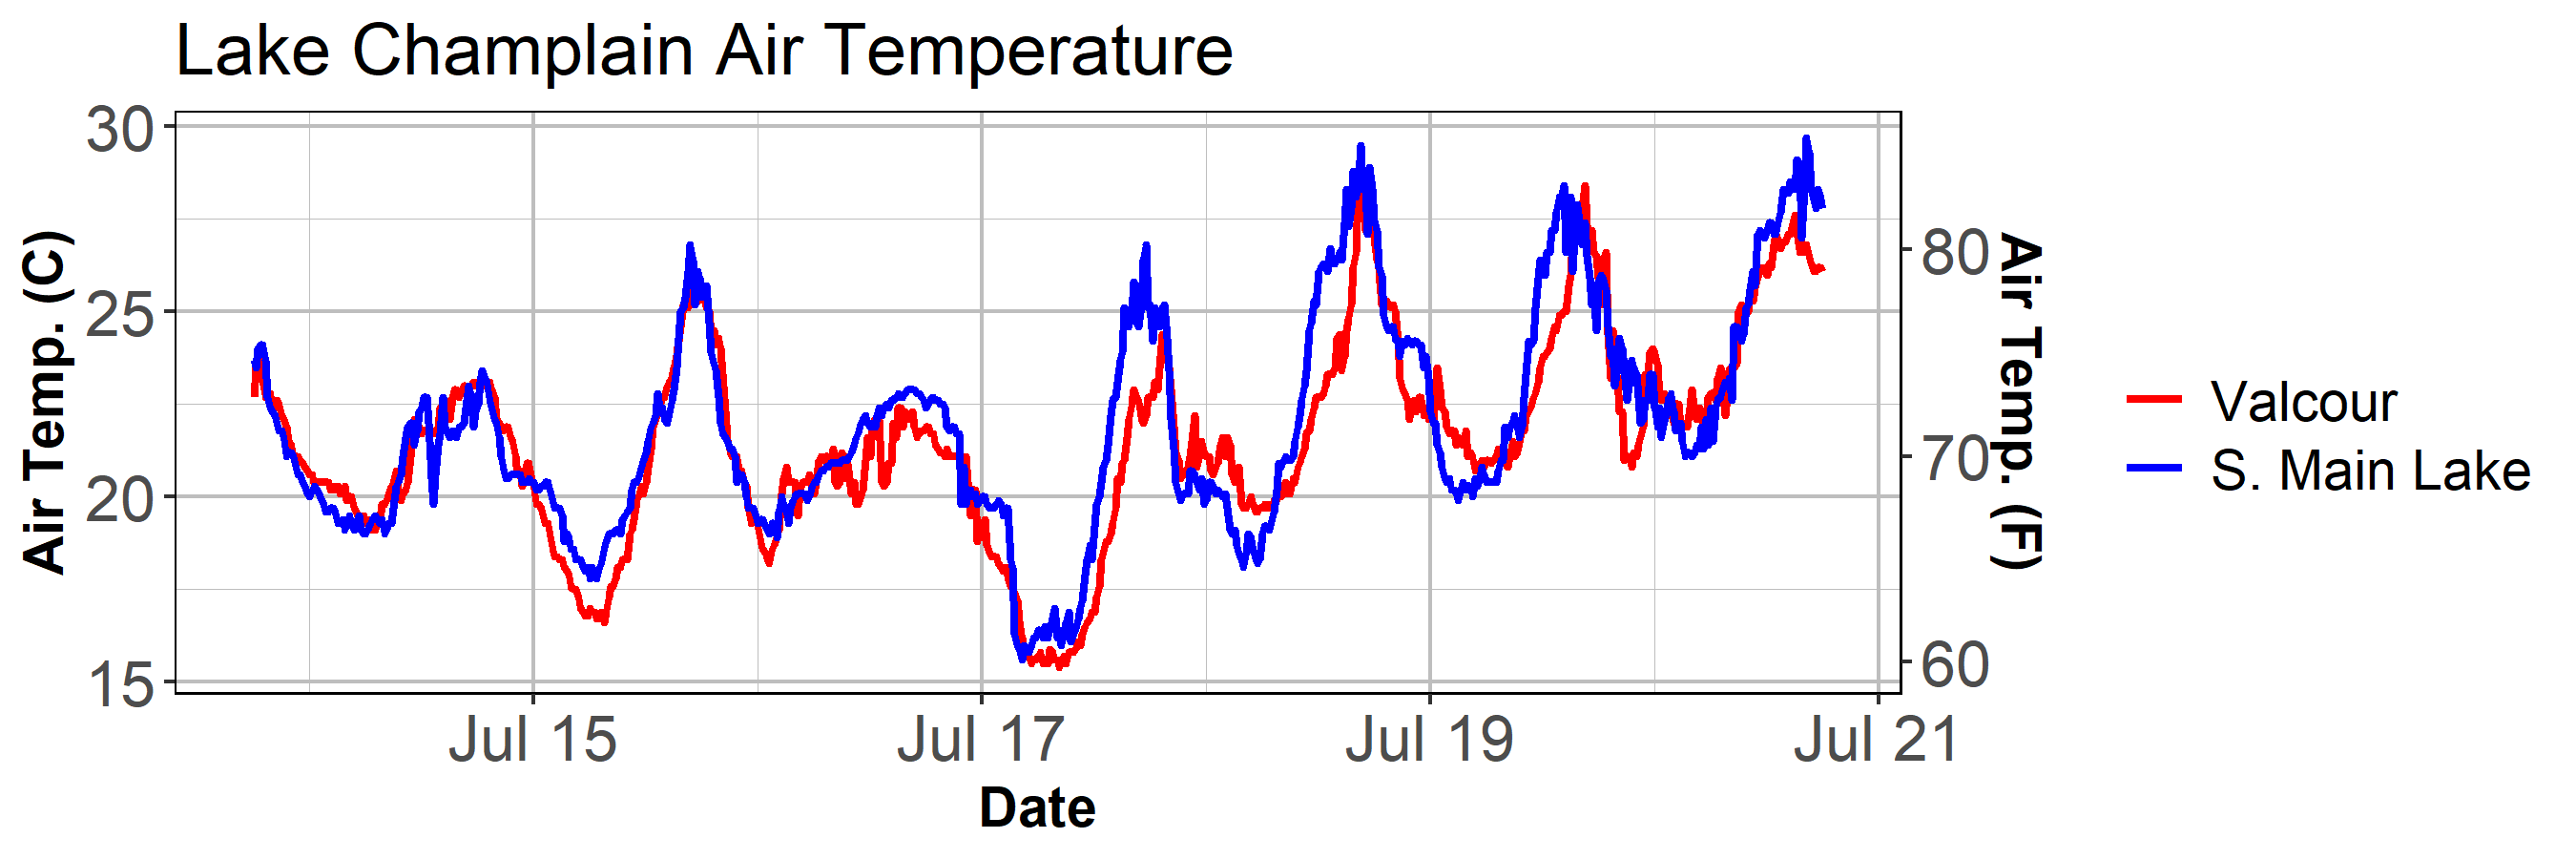 Lake Champlain Air Temperature
Air Temp. (C)
30
25
20
15
Jul 15
Jul 17
Jul 19
Jul 21
Date
80
70
60
Air Temp. (F)
Valcour
S. Main Lake